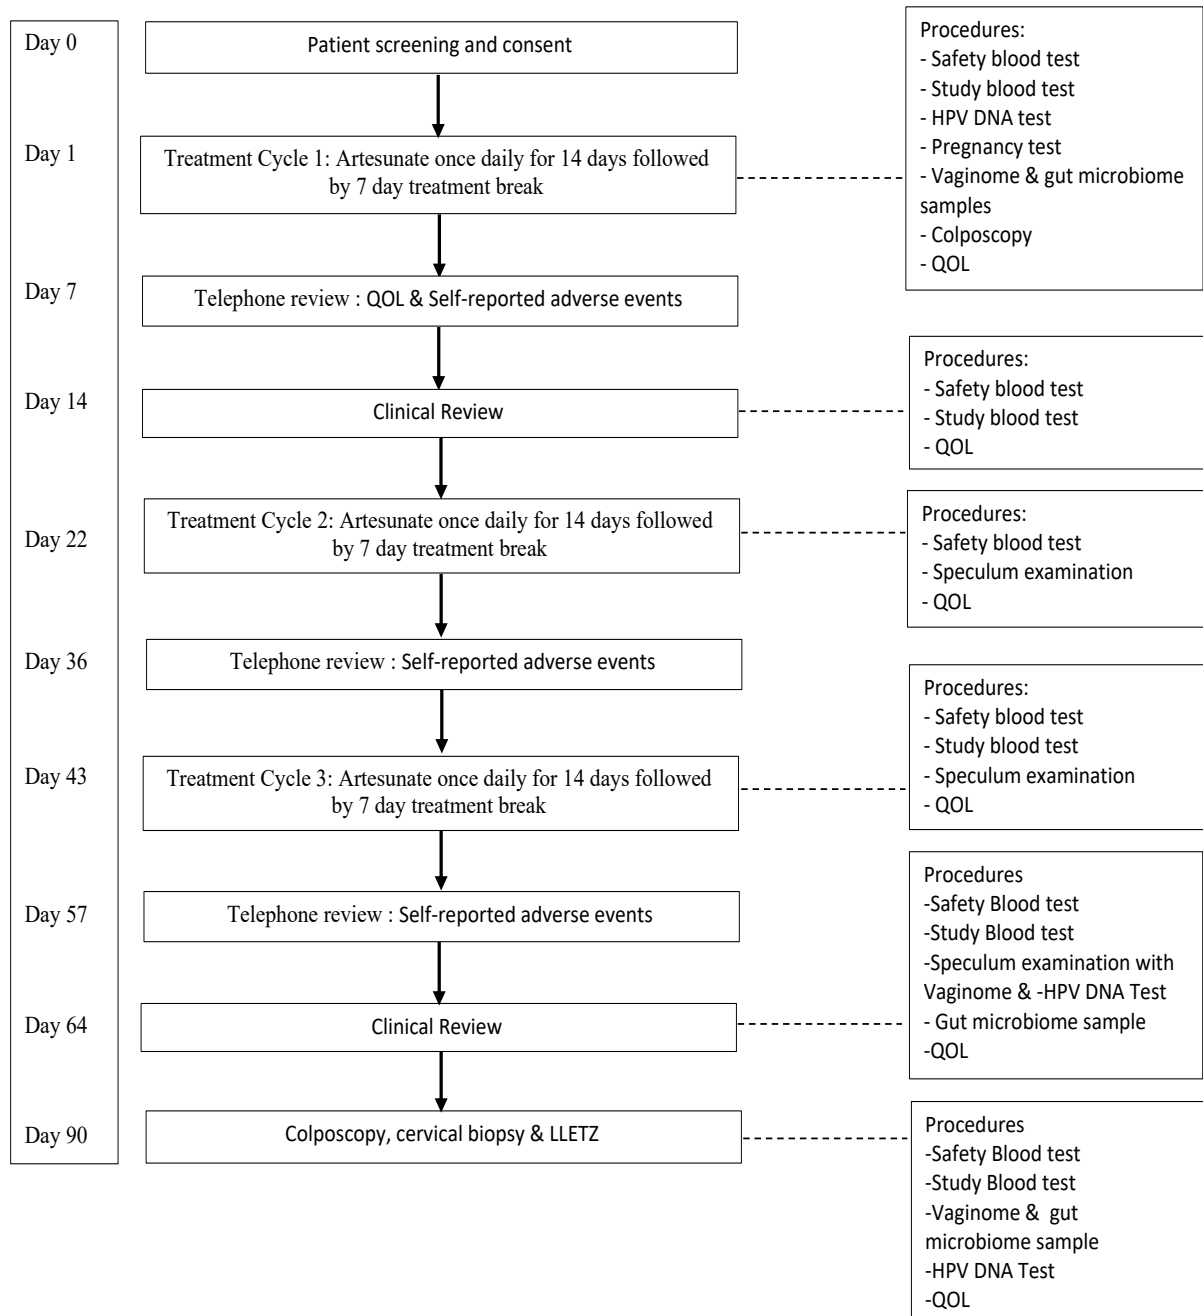 Day 0
Patient screening and consent
Procedures:
- Safety blood test
- Study blood test
- HPV DNA test
- Pregnancy test
- Vaginome & gut microbiome
samples
- Colposcopy
- QOL
Day 1
Treatment Cycle 1: Artesunate once daily for 14 days followed
by 7 day treatment break
Day 7
Telephone review : QOL & Self-reported adverse events
Day 14
Clinical Review
Procedures:
- Safety blood test
- Study blood test
- QOL
Day 22
Treatment Cycle 2: Artesunate once daily for 14 days followed
by 7 day treatment break
Procedures:
- Safety blood test
- Speculum examination
- QOL
Day 36
Telephone review : Self-reported adverse events
Day 43
Treatment Cycle 3: Artesunate once daily for 14 days followed
by 7 day treatment break
Procedures:
- Safety blood test
- Study blood test
- Speculum examination
- QOL
Day 57
Telephone review : Self-reported adverse events
Day 64
Clinical Review
Procedures
-Safety Blood test
-Study Blood test
-Speculum examination with
Vaginome & -HPV DNA Test
- Gut microbiome sample
-QOL
Day 90
Colposcopy, cervical biopsy & LLETZ
Procedures
-Safety Blood test
-Study Blood test
-Vaginome & gut
microbiome sample
-HPV DNA Test
-QOL